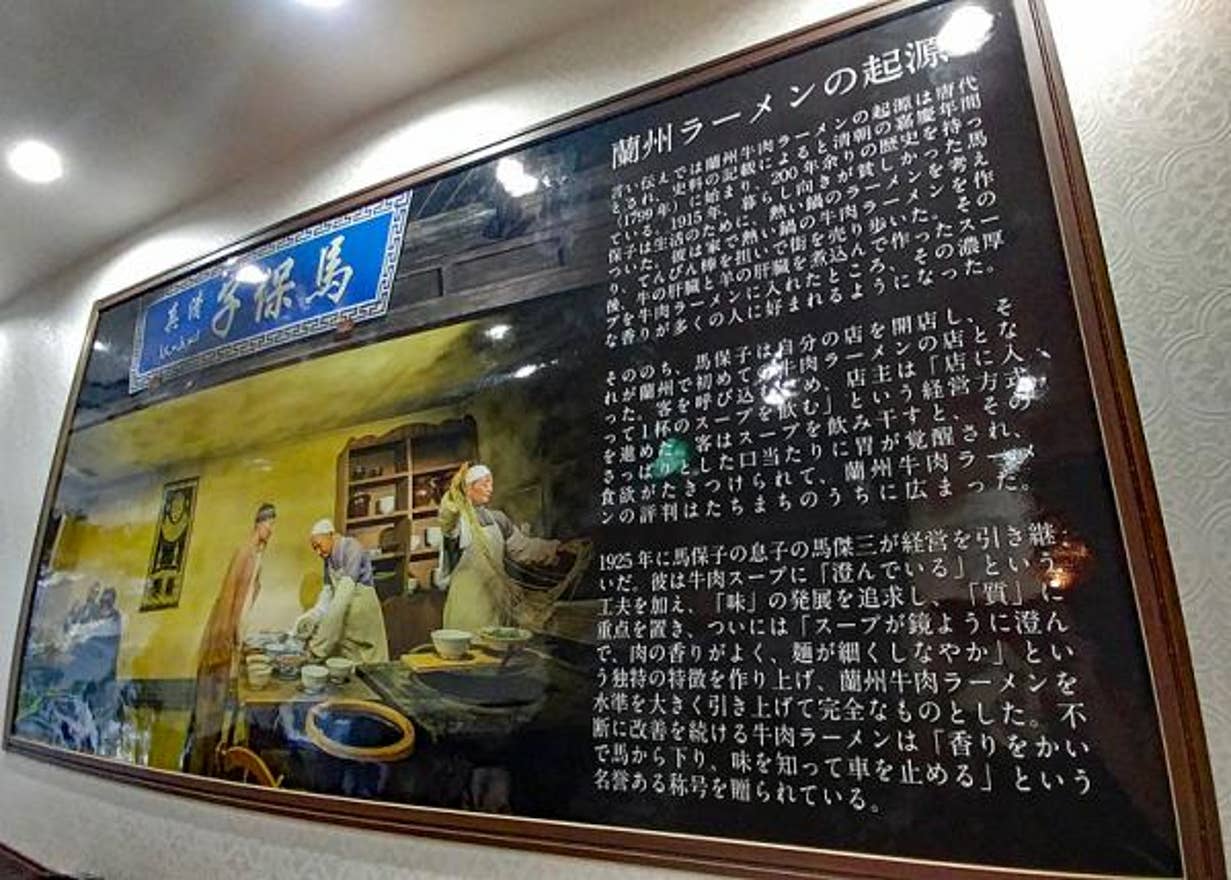 馬保子
清真
蘭州ラーメンの起源
言い伝えでは蘭州牛肉ラーメンの起源は唐代
とされ、史料の記載によると清朝の嘉慶年間
(1799年)に始まり、200年余りの歴史を持っ
ている。1915年、暮らし向きが貧しかった馬
保子は生活のために、熱い鍋のラーメンを考え
ついた。彼は家で熱い鍋の牛肉ラーメンを作
り、てんびん棒を担いで街を売り歩いた。その
後、牛の肝臓と羊の肝臓を煮込んで作ったスー
プを牛肉ラーメンに入れたところ、その濃厚
な香りが多くの人に好まれるようになった。
そののち、馬保子は自分の店を開店し、そ
れが蘭州で初めての牛肉ラーメンの店とな
った。客を呼び込むため、店主は「店に入
って1杯のスープを飲む」という経営方式
を進めた。客はスープを飲み干すと、その
さっぱりとした口当たりに胃が覚醒され、
食欲がたきつけられて、蘭州牛肉ラーメ
ンの評判はたちまちのうちに広まった。
1925年に馬保子の息子の馬傑三が経営を引き継
いだ。彼は牛肉スープに「澄んでいる」という
工夫を加え、「味」の発展を追求し、「質」に
重点を置き、ついには「スープが鏡ように澄ん
で、肉の香りがよく、麺が細くしなやか」とい
う独特の特徴を作り上げ、蘭州牛肉ラーメンを
水準を大きく引き上げて完全なものとした。不
断に改善を続ける牛肉ラーメンは「香りをかい
で馬から下り、味を知って車を止める」という
名誉ある称号を贈られている。